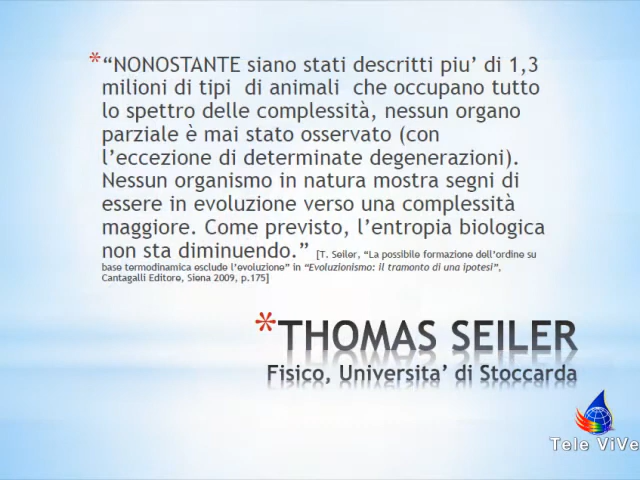 *“NONOSTANTE siano stati descritti piu’ di 1,3
milioni di tipi  di animali  che occupano tutto
lo spettro delle complessità, nessun organo
parziale è mai stato osservato (con
l’eccezione di determinate degenerazioni).
Nessun organismo in natura mostra segni di
essere in evoluzione verso una complessità
maggiore. Come previsto, l’entropia biologica
non sta diminuendo.” [T. Seiler, “La possibile formazione dell’ordine su
base termodinamica esclude l’evoluzione” in “Evoluzionismo: il tramonto di una ipotesi”,
Cantagalli Editore, Siena 2009, p.175]
*THOMAS SEILER
Fisico, Universita’ di Stoccarda
Tele ViVe